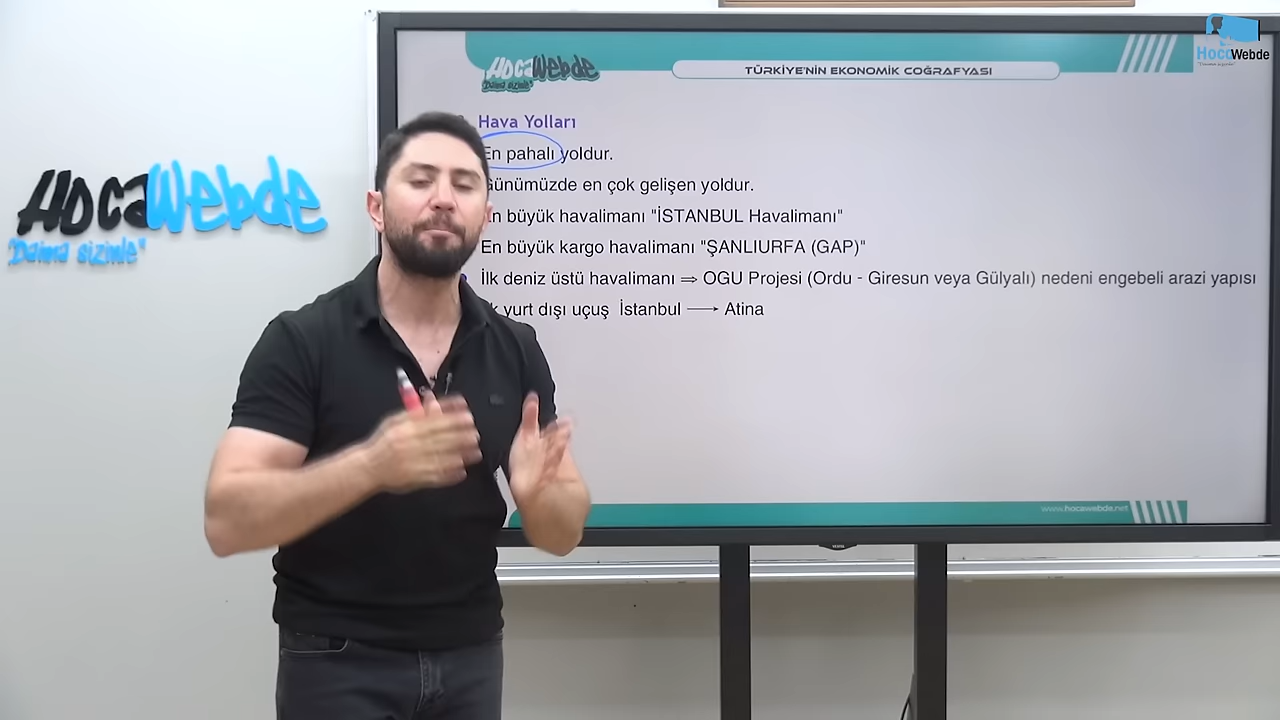 HocaWebde
"Daima sizinle"
HocaWebde
"Daima sizinle"
TÜRKİYE'NİN EKONOMİK COĞRAFYASI
HocaWebde
Hava Yolları
En pahalı yoldur.
Günümüzde en çok gelişen yoldur.
En büyük havalimanı "İSTANBUL Havalimanı"
En büyük kargo havalimanı "ŞANLIURFA (GAP)"
İlk deniz üstü havalimanı ⇒ OGU Projesi (Ordu - Giresun veya Gülyalı) nedeni engebeli arazi yapısı
yurt dışı uçuş İstanbul → Atina
www.hocawebde.net